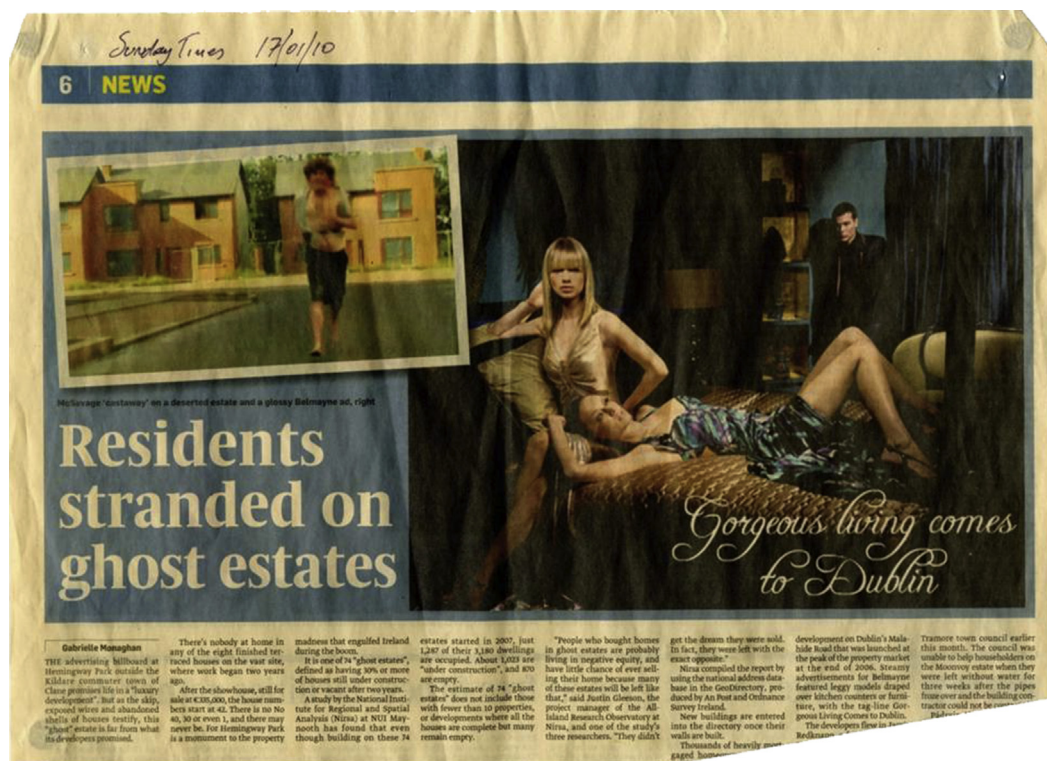 Sunday Times 17/01/10
6 NEWS
McSavage 'castaway' on a deserted estate and a glossy Belmayne ad, right
Residents
stranded on
ghost estates
Gorgeous living comes
to Dublin
Gabrielle Monaghan
THE advertising billboard at
Hemingway Park outside the
Kildare commuter town of
Clane promises life in a "luxury
development". But as the skip,
exposed wires and abandoned
shells of houses testify, this
"ghost" estate is far from what
its developers promised.
There's nobody at home in
any of the eight finished ter-
raced houses on the vast site,
where work began two years
ago.
After the showhouse, still for
sale at €305,000, the house num-
bers start at 42. There is no No
40, 30 or even 1, and there may
never be. For Hemingway Park
is a monument to the property
madness that engulfed Ireland
during the boom.
It is one of 74 "ghost estates",
defined as having 30% or more
of houses still under construc-
tion or vacant after two years.
A study by the National Insti-
tute for Regional and Spatial
Analysis (Nirsa) at NUI May-
nooth has found that even
though building on these 74
estates started in 2007, just
1,287 of their 3,180 dwellings
are occupied. About 1,023 are
"under construction", and 870
are empty.
The estimate of 74 "ghost
estates" does not include those
with fewer than 10 properties,
or developments where all the
houses are complete but many
remain empty.
"People who bought homes
in ghost estates are probably
living in negative equity, and
have little chance of ever sell-
ing their home because many
of these estates will be left like
that," said Justin Gleeson, the
project manager of the All-
Island Research Observatory at
Nirsa, and one of the study's
three researchers. "They didn't
get the dream they were sold.
In fact, they were left with the
exact opposite."
Nirsa compiled the report by
using the national address data-
base in the GeoDirectory, pro-
duced by An Post and Ordnance
Survey Ireland.
New buildings are entered
into the directory once their
walls are built.
Thousands of heavily mort-
gaged
development on Dublin's Mala-
hide Road that was launched at
the peak of the property market
at the end of 2006. Steamy
advertisements for Belmayne
featured leggy models draped
over kitchen counters or furni-
ture, with the tag-line Gor-
geous Living Comes to Dublin.
The developers flew in Jamie
Redknapp
Tramore town council earlier
this month. The council was
unable to help householders on
the Moonvoy estate when they
were left without water for
three weeks after the pipes
froze over and the building con-
tractor could not be